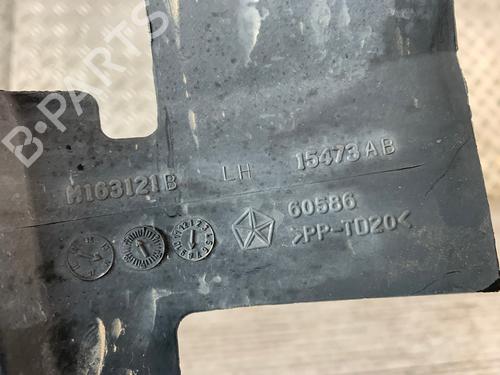 B-PARTS
M163121B LH 15473AB
60586
>PP-TD20<